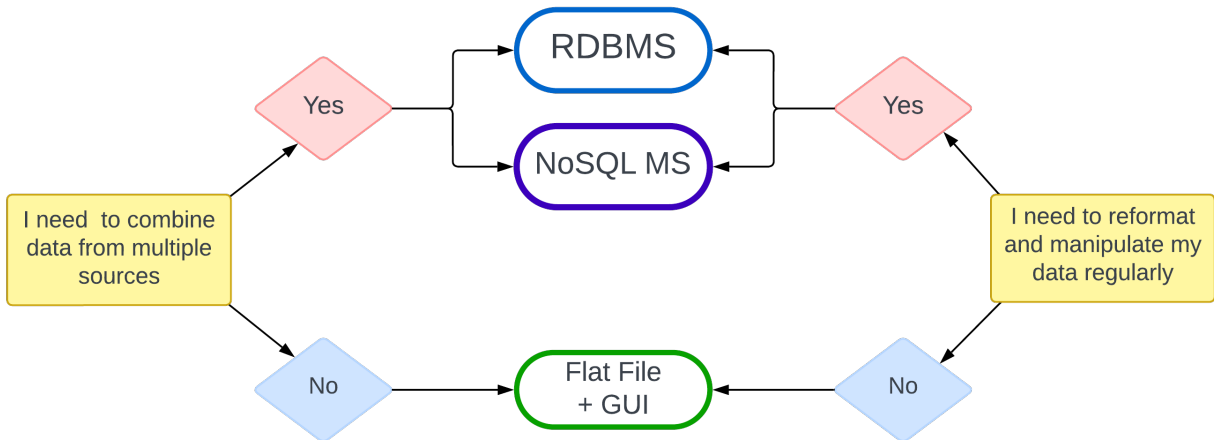 RDBMS
Yes
Yes
NoSQL MS
I need  to combine
data from multiple
sources
I need to reformat
and manipulate my
data regularly
No
Flat File
+ GUI
No